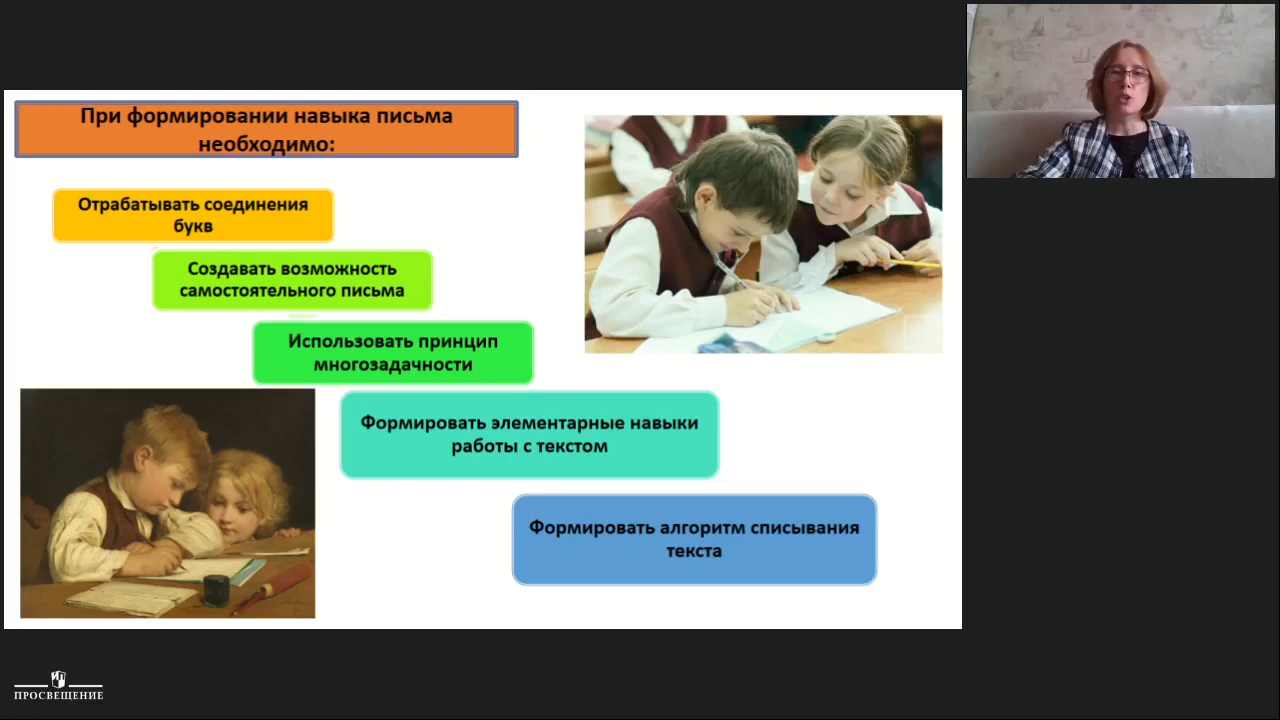 При формировании навыка письма
необходимо:
Отрабатывать соединения
букв
Создавать возможность
самостоятельного письма
Использовать принцип
многозадачности
Формировать элементарные навыки
работы с текстом
Формировать алгоритм списывания
текста
ПРОСВЕЩЕНИЕ